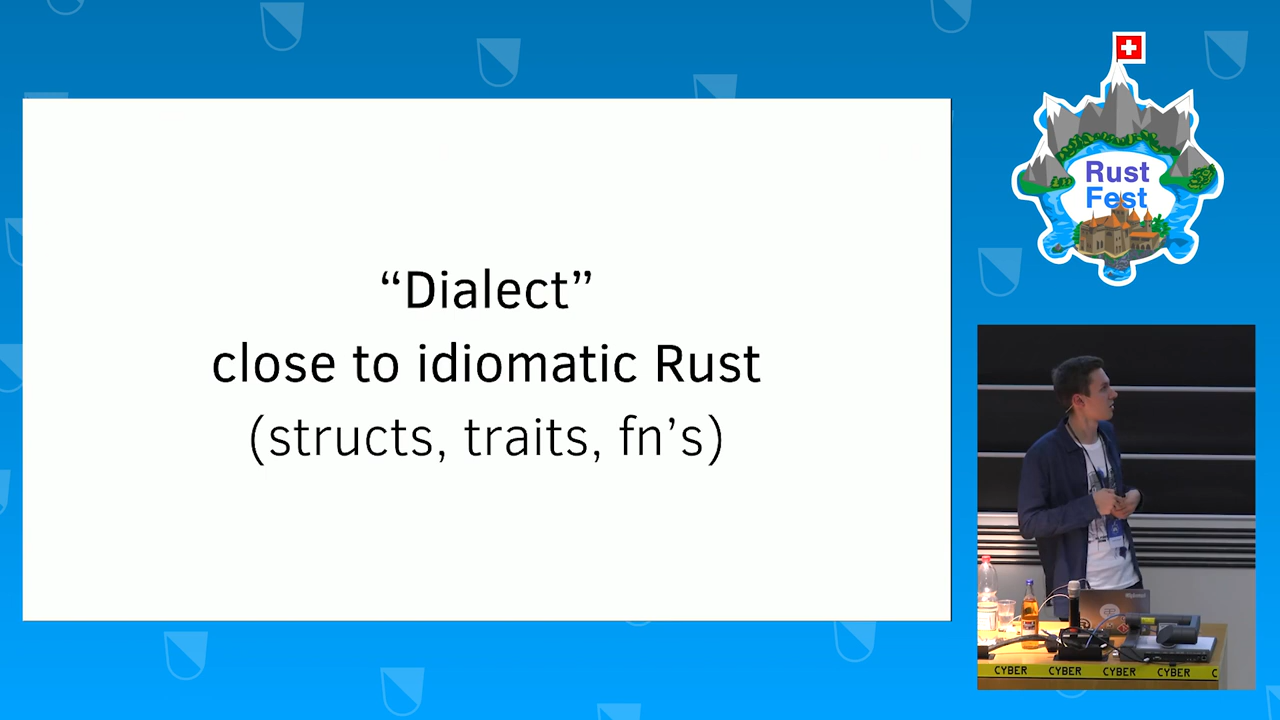 “Dialect”
close to idiomatic Rust
(structs, traits, fn’s)
Rust
Fest
CYBER CYBER CYBER CYBER C